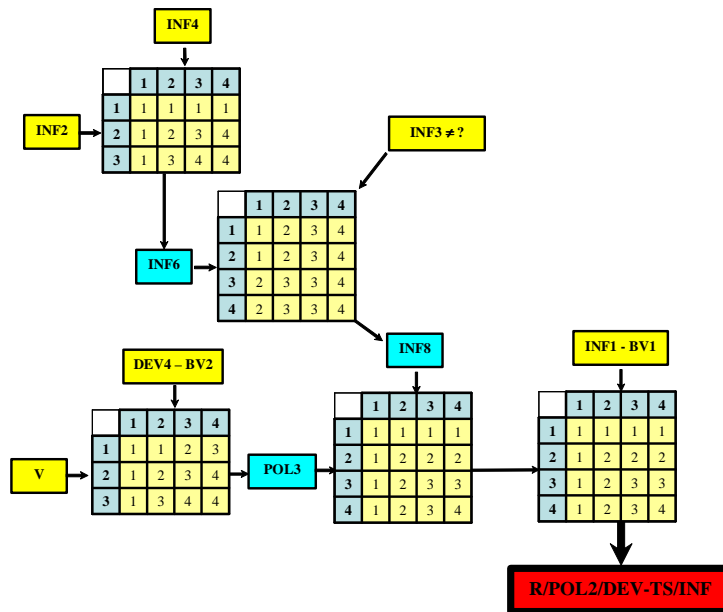 INF4
1 2 3 4
1 1 1 1 1
INF2
2 1 2 3 4
3 1 3 4 4
INF3 ≠ ?
1 2 3 4
1 1 2 3 4
INF6
2 1 2 3 4
3 2 3 3 4
4 2 3 3 4
INF8
INF1 - BV1
DEV4 – BV2
1 2 3 4
1 1 1 2 3
V
2 1 2 3 4
3 1 3 4 4
POL3
1 2 3 4
1 1 1 1 1
2 1 2 2 2
3 1 2 3 3
4 1 2 3 4
1 2 3 4
1 1 1 1 1
2 1 2 2 2
3 1 2 3 3
4 1 2 3 4
R/POL2/DEV-TS/INF